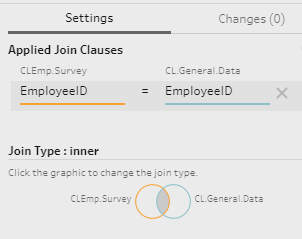 Settings Changes (0)
Applied Join Clauses
CLEmp.Survey CL.General.Data
EmployeeID = EmployeeID ×
Join Type : inner
Click the graphic to change the join type.
CLEmp.Survey CL.General.Data